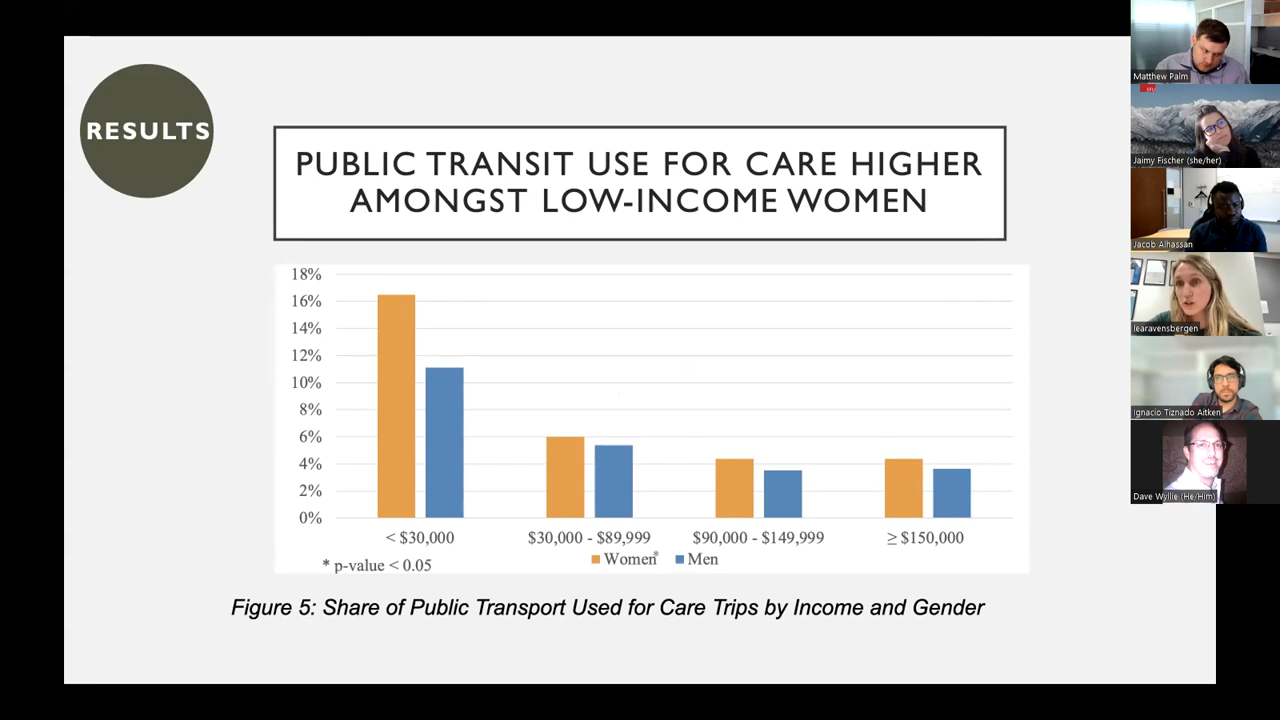 RESULTS
PUBLIC TRANSIT USE FOR CARE HIGHER
AMONGST LOW-INCOME WOMEN
18%
16%
14%
12%
10%
8%
6%
4%
2%
0%
< $30,000
$30,000 - $89,999
$90,000 - $149,999
≥ $150,000
* p-value < 0.05
Women*
Men
Figure 5: Share of Public Transport Used for Care Trips by Income and Gender
Matthew Palm
SFU
Jaimy Fischer (she/her)
Jacob Alhassan
learavensbergen
Ignacio Tiznado Aitken
Dave Wyllie (He/Him)